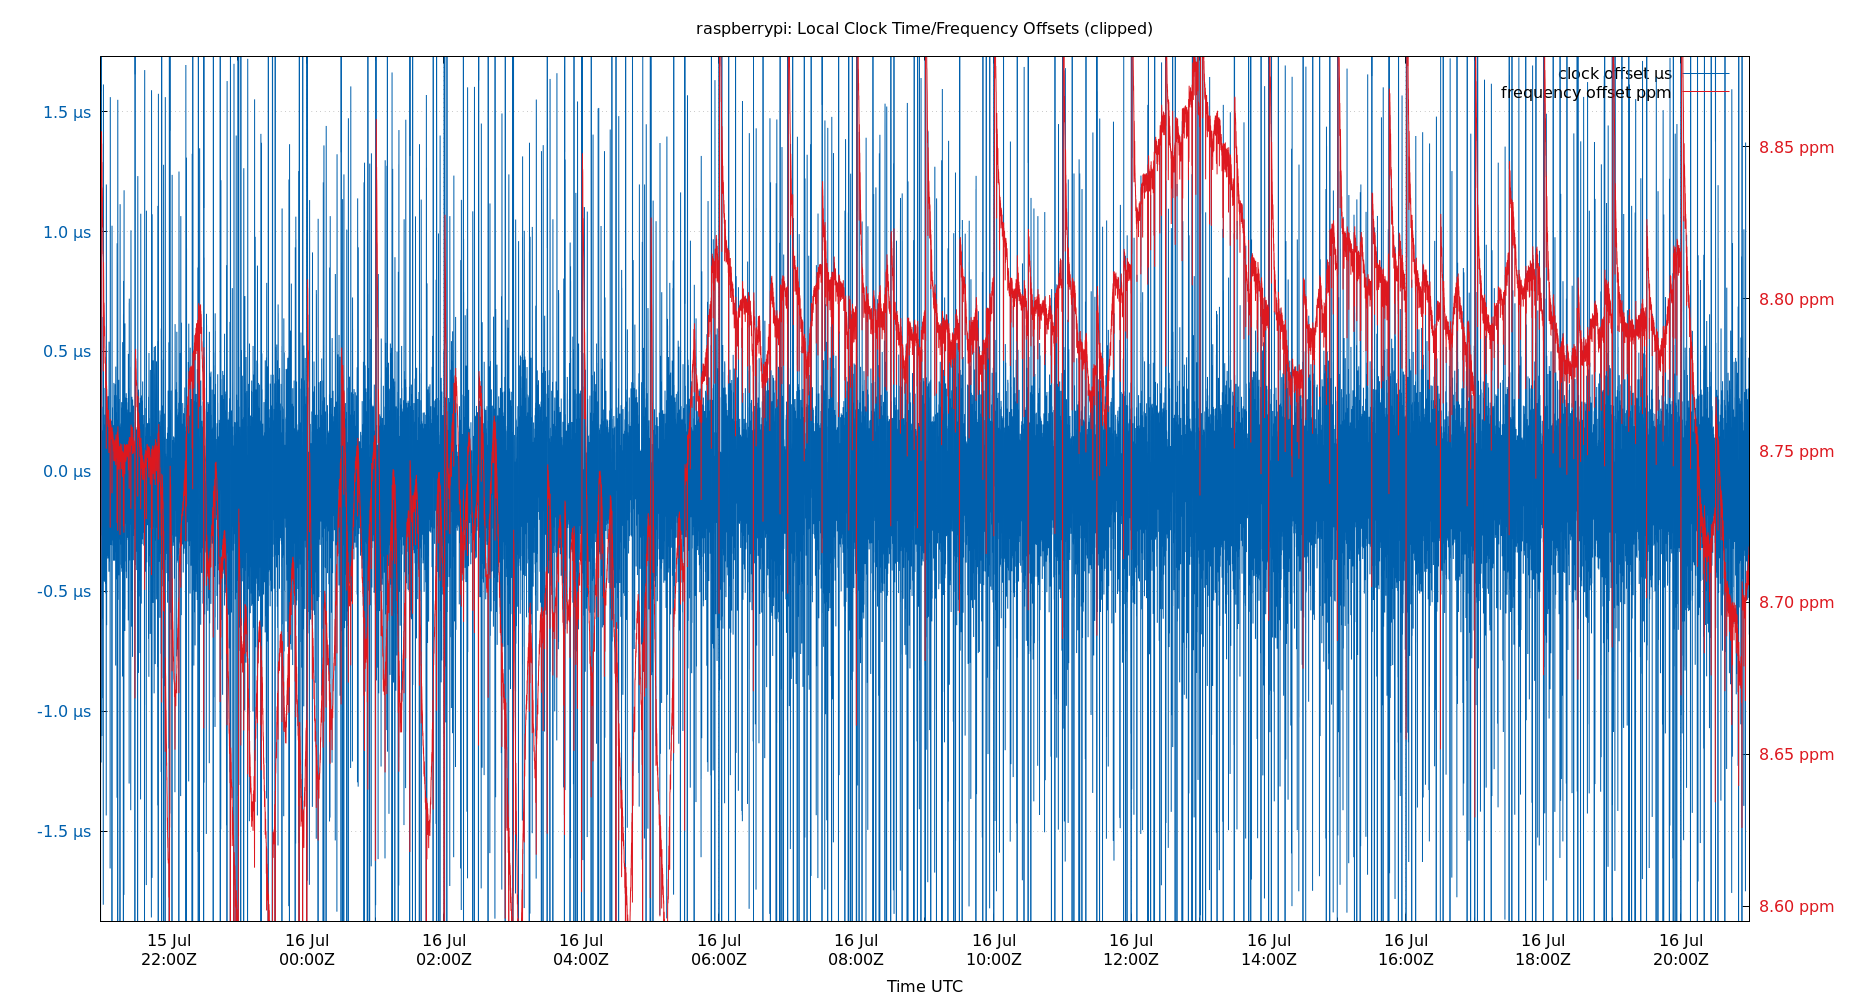 raspberrypi: Local Clock Time/Frequency Offsets (clipped)
clock offset µs
frequency offset ppm
1.5 µs
1.0 µs
0.5 µs
0.0 µs
-0.5 µs
-1.0 µs
-1.5 µs
8.85 ppm
8.80 ppm
8.75 ppm
8.70 ppm
8.65 ppm
8.60 ppm
15 Jul 16 Jul 16 Jul 16 Jul 16 Jul 16 Jul 16 Jul 16 Jul 16 Jul 16 Jul 16 Jul 16 Jul
22:00Z 00:00Z 02:00Z 04:00Z 06:00Z 08:00Z 10:00Z 12:00Z 14:00Z 16:00Z 18:00Z 20:00Z
Time UTC